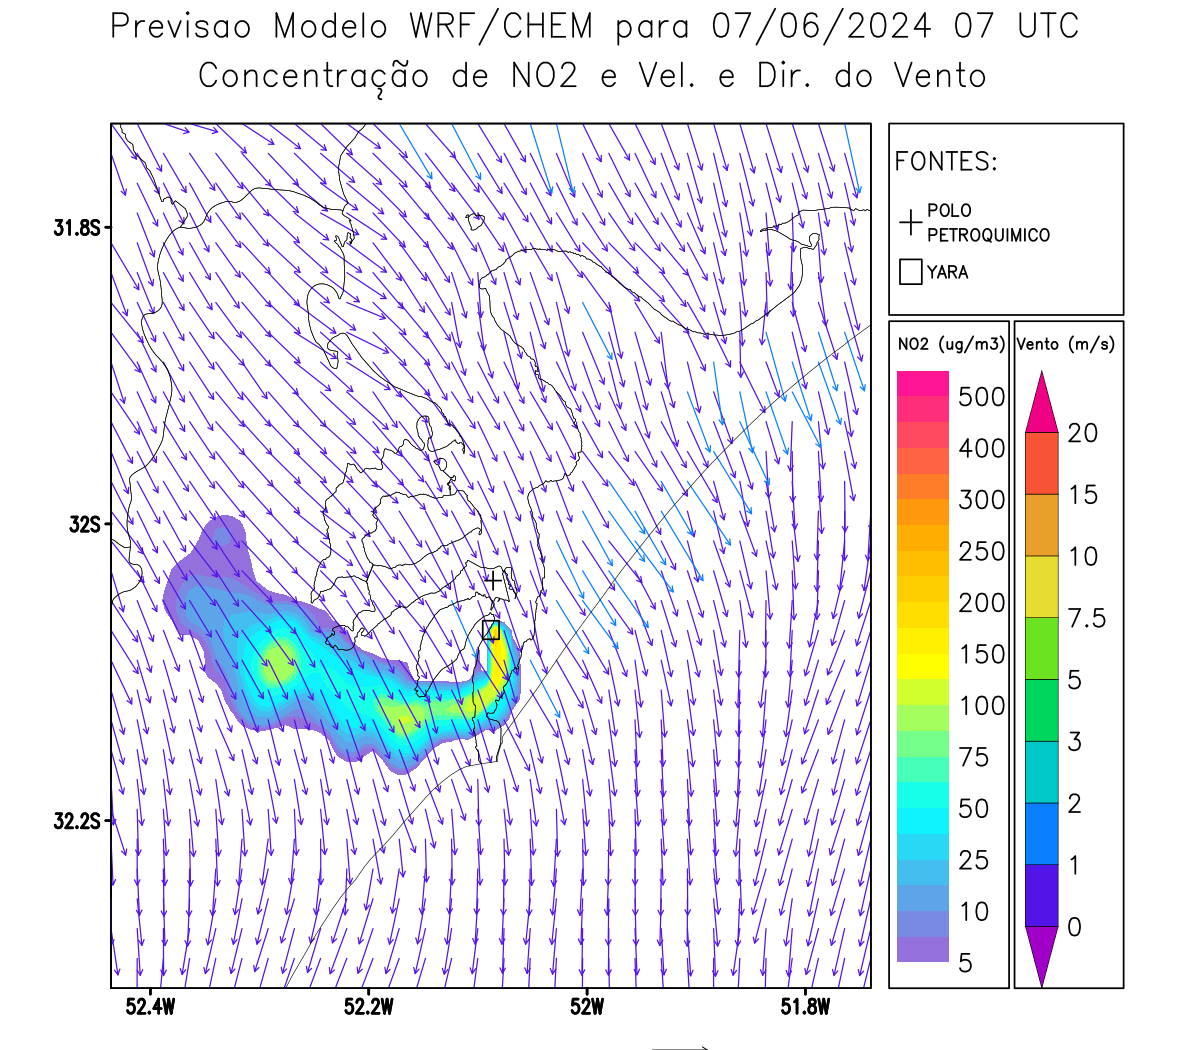 Previsao Modelo WRF/CHEM para 07/06/2024 07 UTC
Concentração de NO2 e Vel. e Dir. do Vento
FONTES:
POLO
PETROQUIMICO
YARA
NO2 (ug/m3)
500
400
300
250
200
150
100
75
50
25
10
5
Vento (m/s)
20
15
10
7.5
5
3
2
1
0
31.8S
32S
32.2S
52.4W
52.2W
52W
51.8W